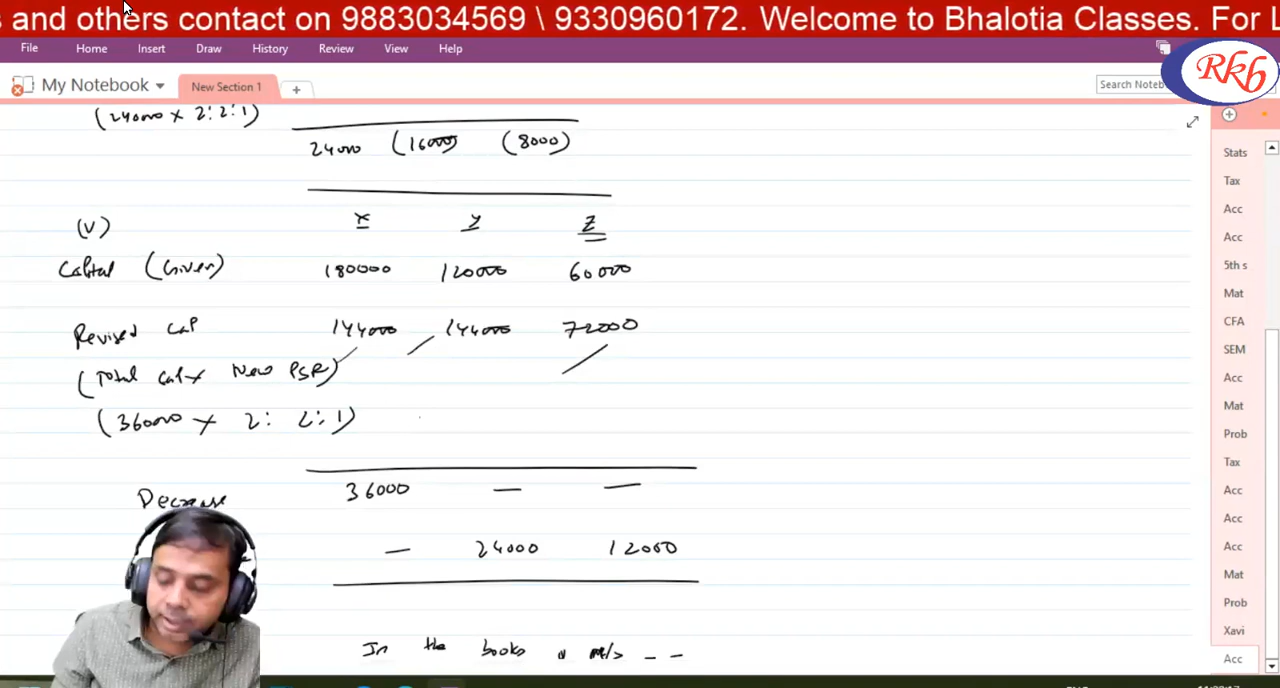 s and others contact on 9883034569 \ 9330960172. Welcome to Bhalotia Classes. For L
File Home Insert Draw History Review View Help
Rkb
My Notebook New Section 1 + Search Noteb
(24000 x 2:2:1)
24000 (16000) (8000)
(V) X Y Z
Capital (Given) 180000 120000 60000
Revised Cap 144000 144000 72000
(Total Cap x New PSR)
(36000 x 2: 2: 1)
Decrease 36000 — —
— 24000 12000
In the books M/s – –
Stats
Tax
Acc
Acc
5th s
Mat
CFA
SEM
Acc
Mat
Prob
Tax
Acc
Acc
Acc
Mat
Prob
Xavi
Acc